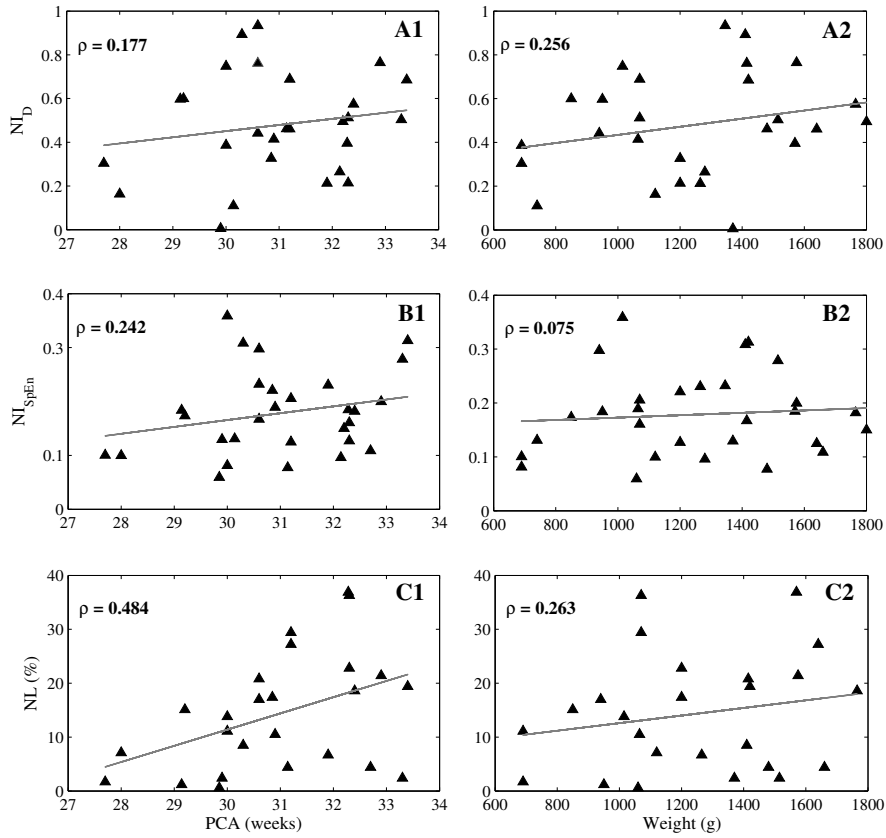 1
A1
ρ = 0.177
0.8
0.6
NI_D
0.4
0.2
0
27 28 29 30 31 32 33 34
A2
ρ = 0.256
1
0.8
0.6
0.4
0.2
0
600 800 1000 1200 1400 1600 1800
0.4
B1
ρ = 0.242
0.3
NI_SpEn
0.1
0
27 28 29 30 31 32 33 34
0.4
B2
ρ = 0.075
0.3
0.2
0.1
0
600 800 1000 1200 1400 1600 1800
40
C1
ρ = 0.484
30
NL (%)
20
10
0
27 28 29 30 31 32 33 34
PCA (weeks)
40
C2
ρ = 0.263
30
20
10
0
600 800 1000 1200 1400 1600 1800
Weight (g)